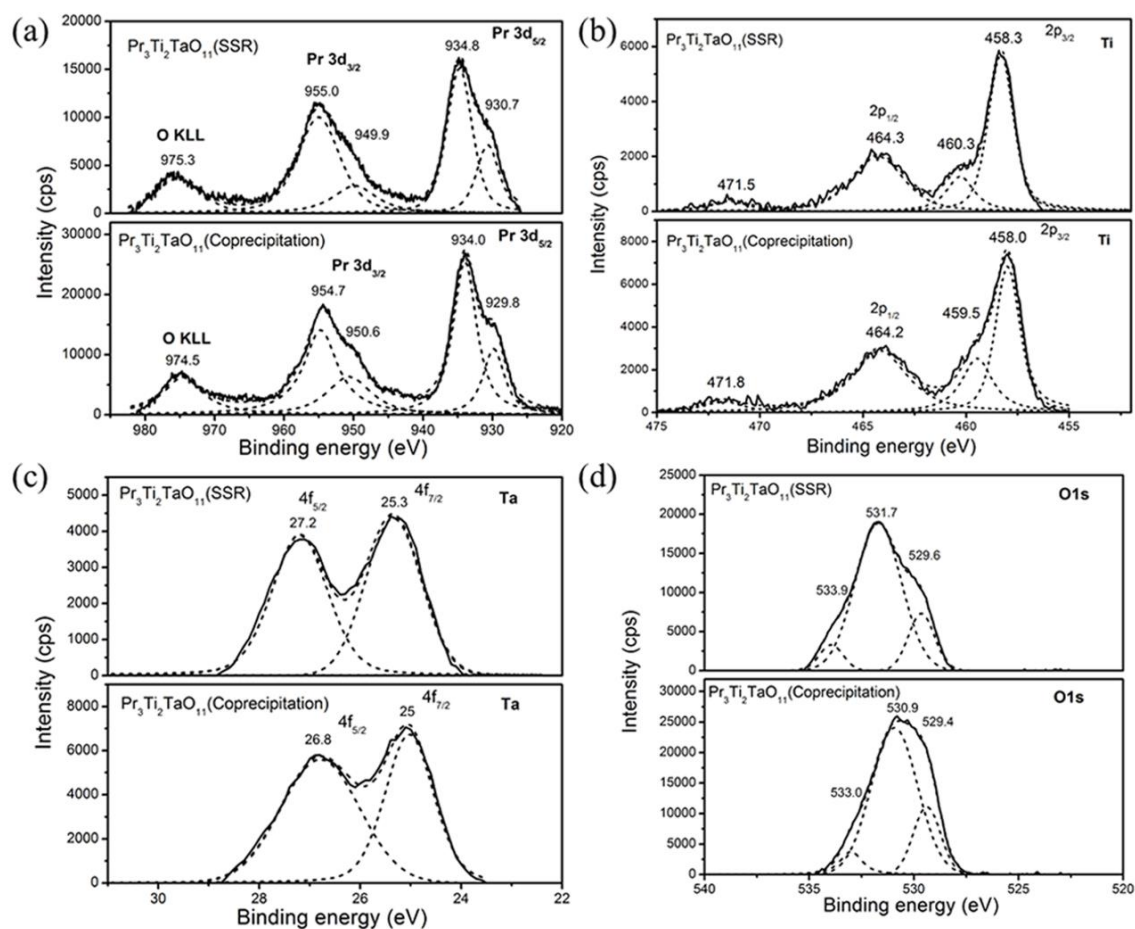 (a)
Pr3Ti2TaO11(SSR)
Pr 3d5/2
934.8
930.7
Pr 3d3/2
955.0
949.9
O KLL
975.3
20000
15000
10000
5000
0
Pr3Ti2TaO11(Coprecipitation)
Pr 3d5/2
934.0
929.8
Pr 3d3/2
954.7
950.6
O KLL
974.5
30000
20000
10000
0
Intensity (cps)
980 970 960 950 940 930 920
Binding energy (eV)
(b)
Pr3Ti2TaO11(SSR)
2p3/2
458.3
Ti
2p1/2
464.3
460.3
471.5
6000
4000
2000
0
Pr3Ti2TaO11(Coprecipitation)
2p3/2
458.0
Ti
2p1/2
464.2
459.5
471.8
8000
6000
4000
2000
0
Intensity (cps)
475 470 465 460 455
Binding energy (eV)
(c)
Pr3Ti2TaO11(SSR)
4f5/2
27.2
4f7/2
25.3
Ta
5000
4000
3000
2000
1000
0
Pr3Ti2TaO11(Coprecipitation)
4f5/2
26.8
4f7/2
25
Ta
8000
6000
4000
2000
0
Intensity (cps)
30 28 26 24 22
Binding energy (eV)
(d)
Pr3Ti2TaO11(SSR)
O1s
531.7
529.6
533.9
25000
20000
15000
10000
5000
0
Pr3Ti2TaO11(Coprecipitation)
O1s
530.9
529.4
533.0
30000
25000
20000
15000
10000
5000
0
Intensity (cps)
540 535 530 525 520
Binding energy (eV)